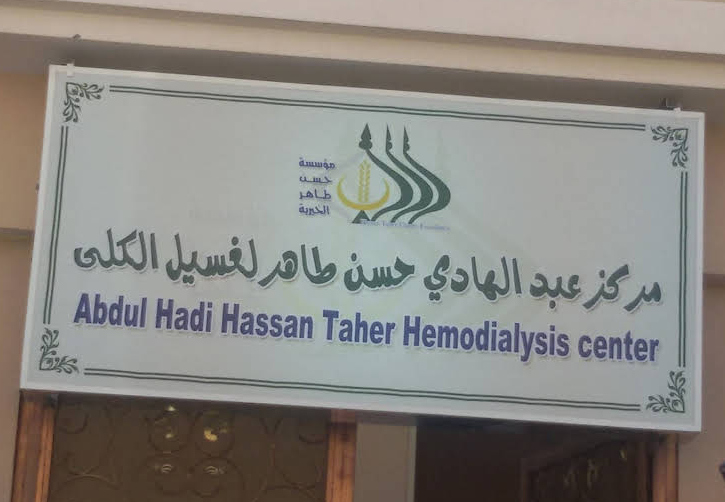 مؤسسة
حسن
طاهر
الخيرية
مركز عبد الهادي حسن طاهر لغسيل الكلى
Abdul Hadi Hassan Taher Hemodialysis center